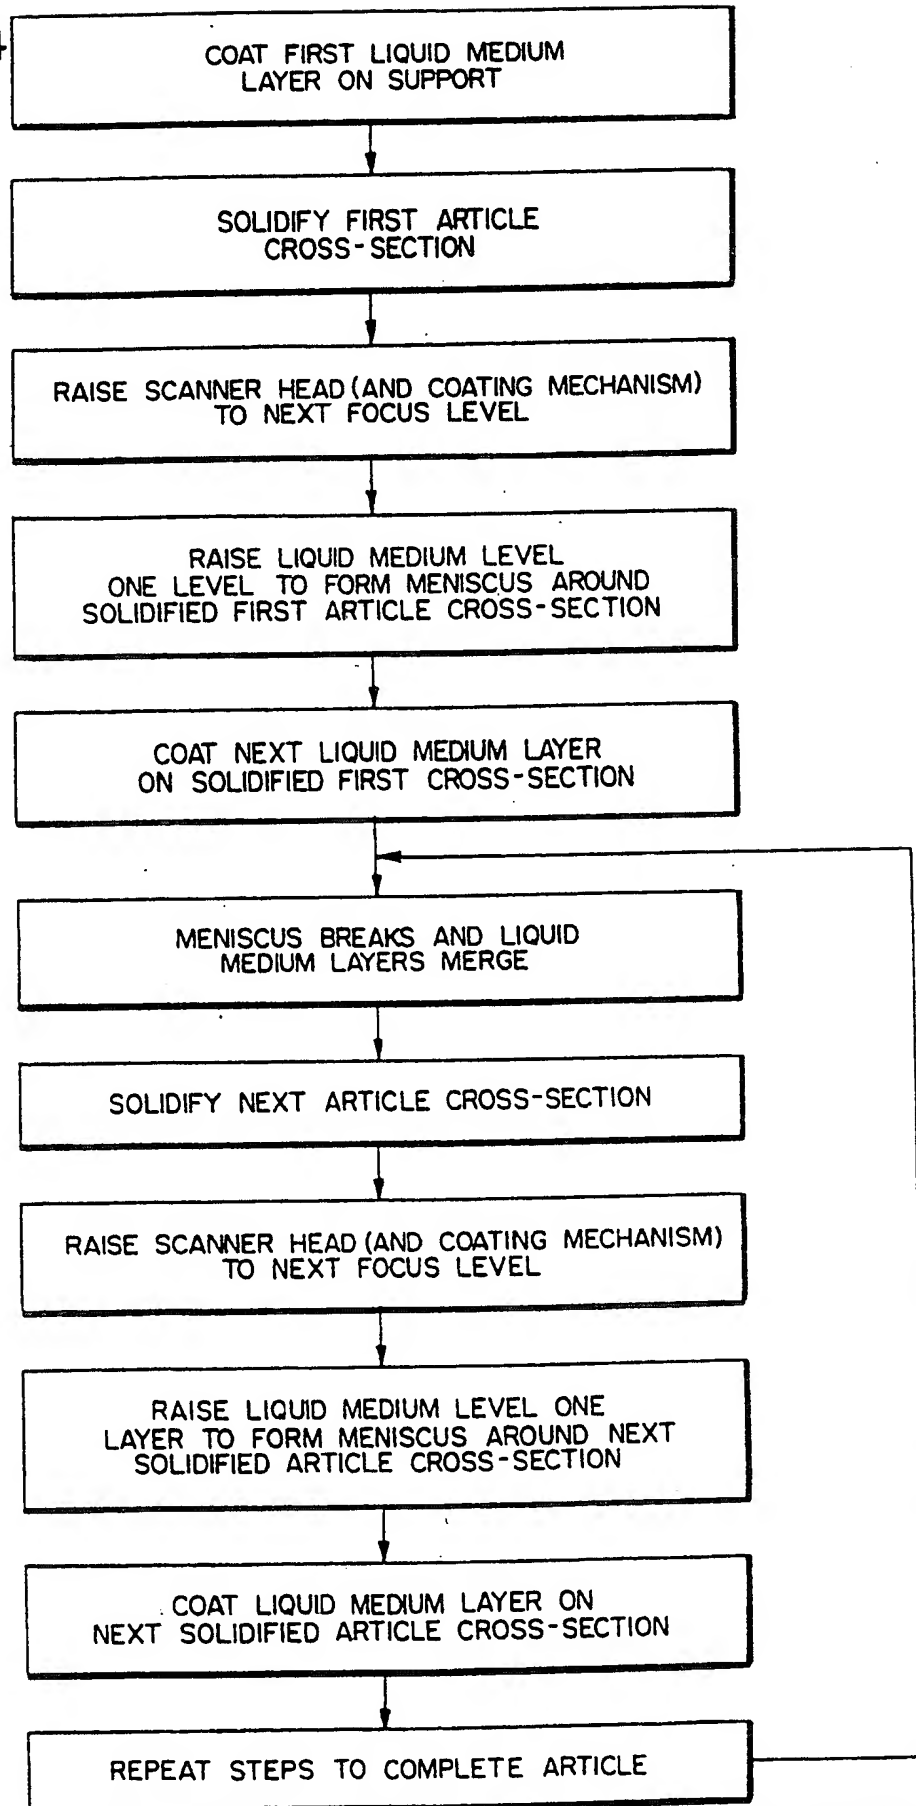 COAT FIRST LIQUID MEDIUM
LAYER ON SUPPORT
SOLIDIFY FIRST ARTICLE
CROSS-SECTION
RAISE SCANNER HEAD (AND COATING MECHANISM)
TO NEXT FOCUS LEVEL
RAISE LIQUID MEDIUM LEVEL
ONE LEVEL TO FORM MENISCUS AROUND
SOLIDIFIED FIRST ARTICLE CROSS-SECTION
COAT NEXT LIQUID MEDIUM LAYER
ON SOLIDIFIED FIRST CROSS-SECTION
MENISCUS BREAKS AND LIQUID
MEDIUM LAYERS MERGE
SOLIDIFY NEXT ARTICLE CROSS-SECTION
RAISE SCANNER HEAD (AND COATING MECHANISM)
TO NEXT FOCUS LEVEL
RAISE LIQUID MEDIUM LEVEL ONE
LAYER TO FORM MENISCUS AROUND NEXT
SOLIDIFIED ARTICLE CROSS-SECTION
COAT LIQUID MEDIUM LAYER ON
NEXT SOLIDIFIED ARTICLE CROSS-SECTION
REPEAT STEPS TO COMPLETE ARTICLE